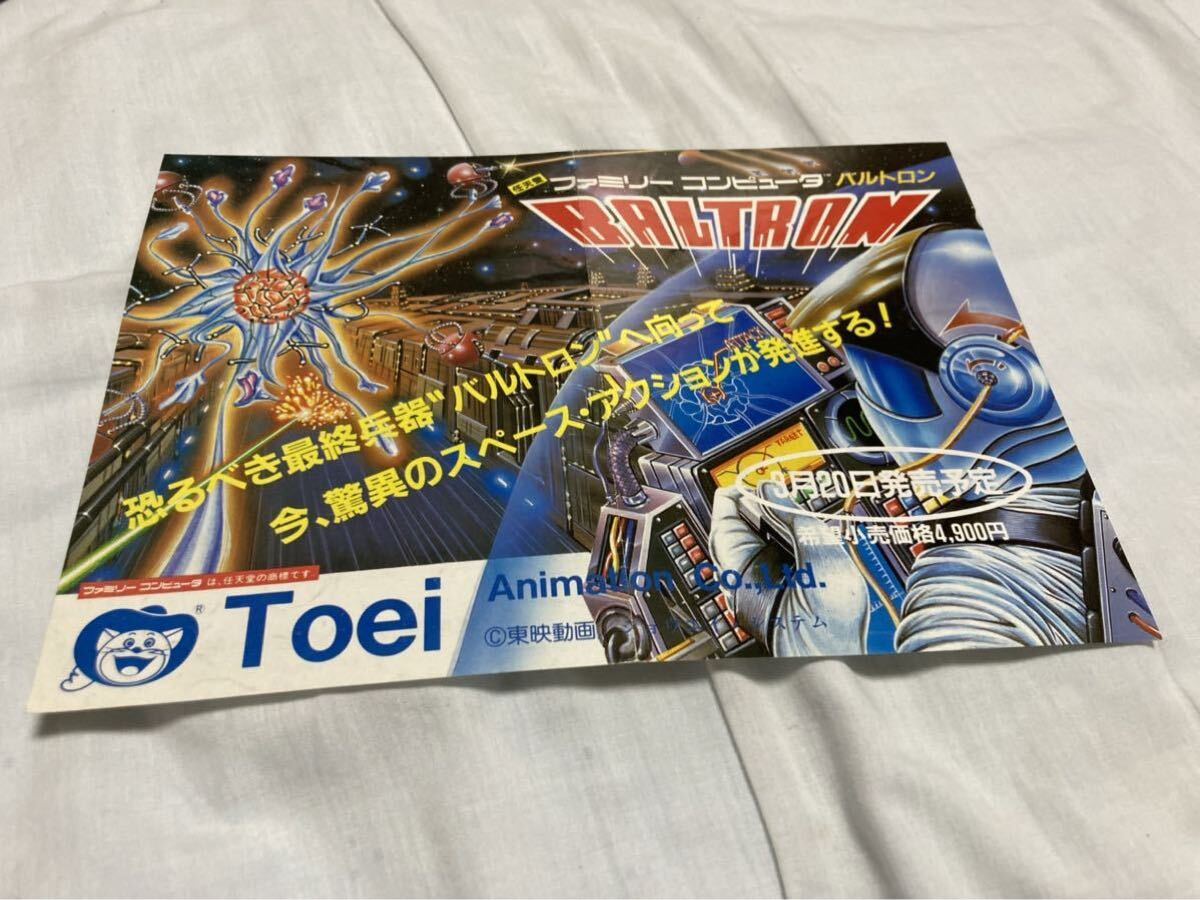 任天堂 ファミリー コンピュータ™ バルトロン
BALTRON
恐るべき最終兵器"バルトロン"へ向って
今、驚異のスペース・アクションが発進する!
ATTACK
TARGET
3月20日発売予定
希望小売価格4,900円
ファミリー コンピュータ は、任天堂の商標です
® Toei
Animation Co.,Ltd.
©東映動画 システム